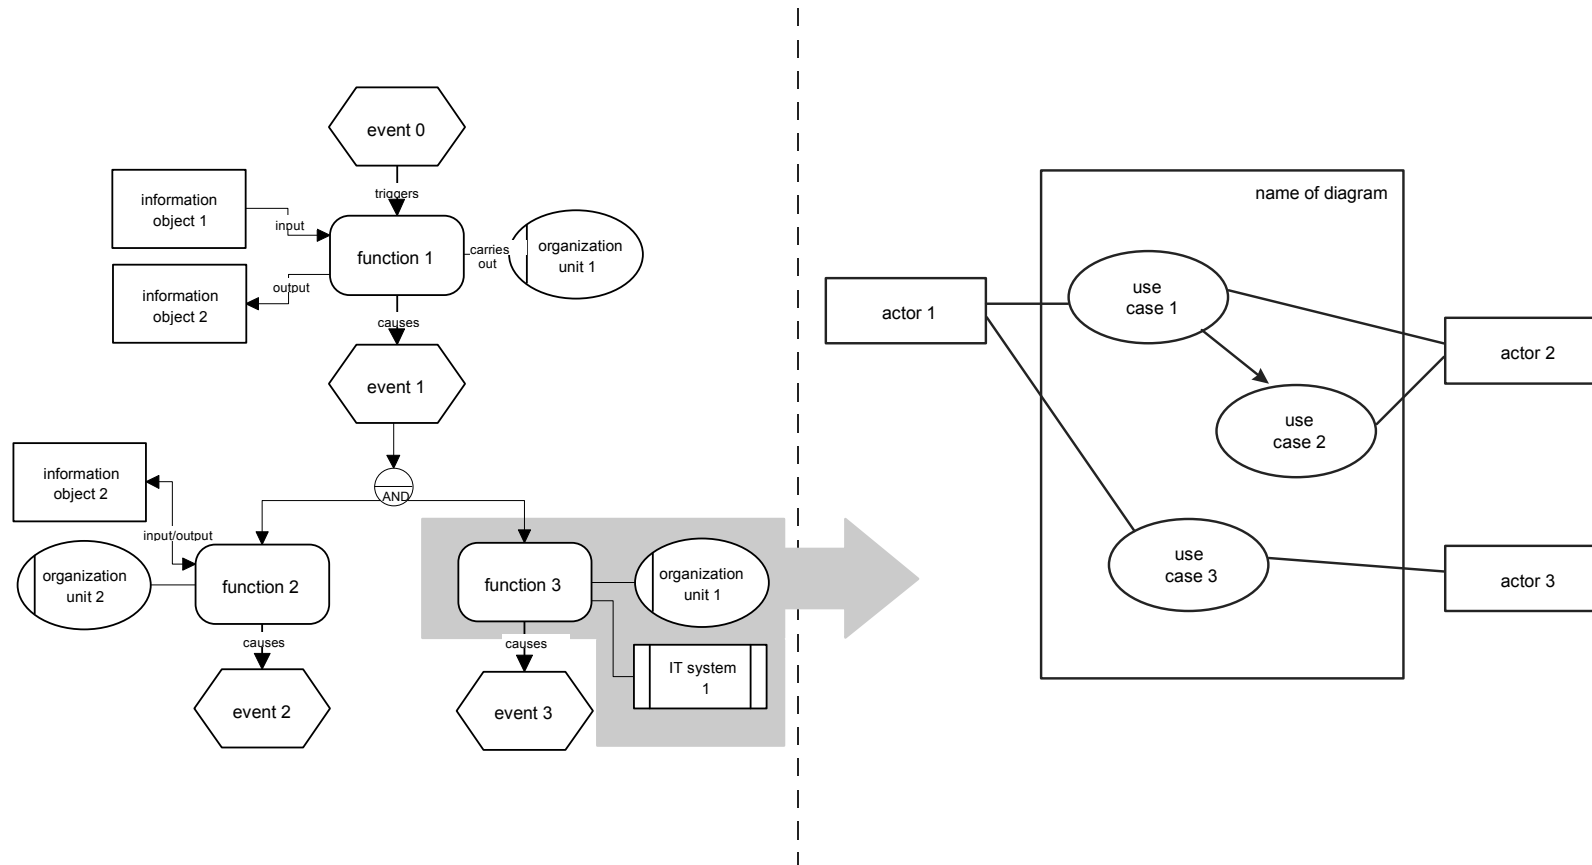 event 0
triggers
information
object 1
input
function 1
carries
out
organization
unit 1
information
object 2
output
causes
event 1
information
object 2
AND
input/output
organization
unit 2
function 2
function 3
organization
unit 1
causes
causes
IT system
1
event 2
event 3
name of diagram
use
case 1
actor 1
actor 2
use
case 2
use
case 3
actor 3